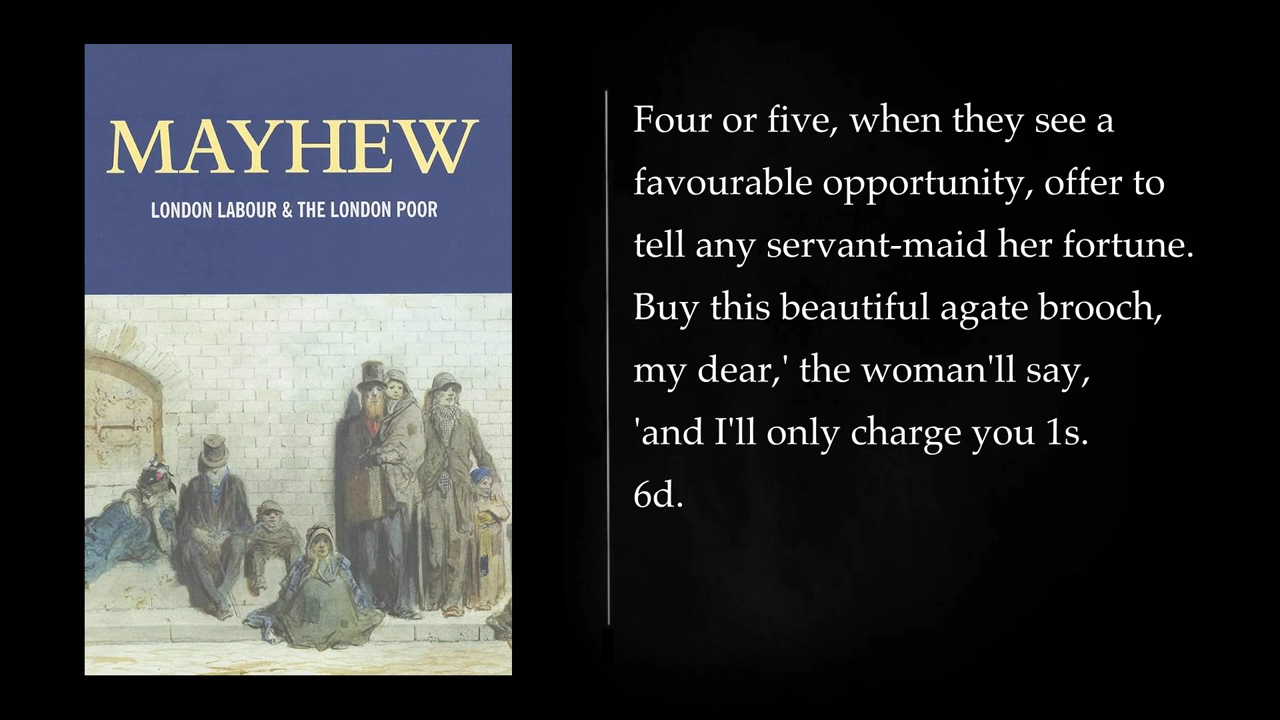 MAYHEW
LONDON LABOUR & THE LONDON POOR
Four or five, when they see a
favourable opportunity, offer to
tell any servant-maid her fortune.
Buy this beautiful agate brooch,
my dear,' the woman'll say,
'and I'll only charge you 1s.
6d.